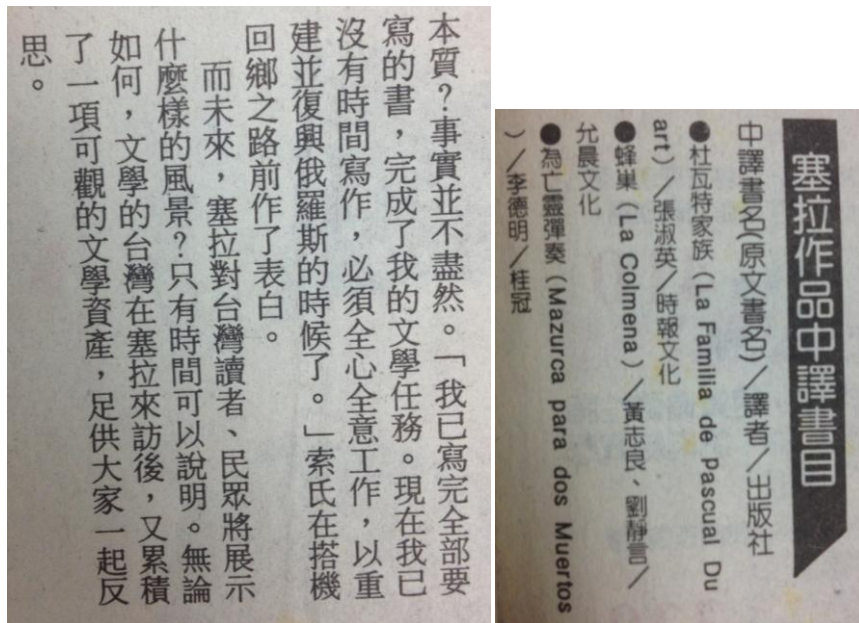 本質？事實並不盡然。「我已寫完全部要
寫的書，完成了我的文學任務。現在我已
沒有時間寫作，必須全心全意工作，以重
建並復興俄羅斯的時候了。」索氏在搭機
回鄉之路前作了表白。
而未來，塞拉對台灣讀者、民眾將展示
什麼樣的風景？只有時間可以說明。無論
如何，文學的台灣在塞拉來訪後，又累積
了一項可觀的文學資產，足供大家一起反
思。
塞拉作品中譯書目
中譯書名（原文書名）／譯者／出版社
●杜瓦特家族（La Familia de Pascual Du
art）／張淑英／時報文化
●蜂巢（La Colmena）／黃志良、劉靜言／
允晨文化
●為亡靈彈奏（Mazurca para dos Muertos
）／李德明／桂冠